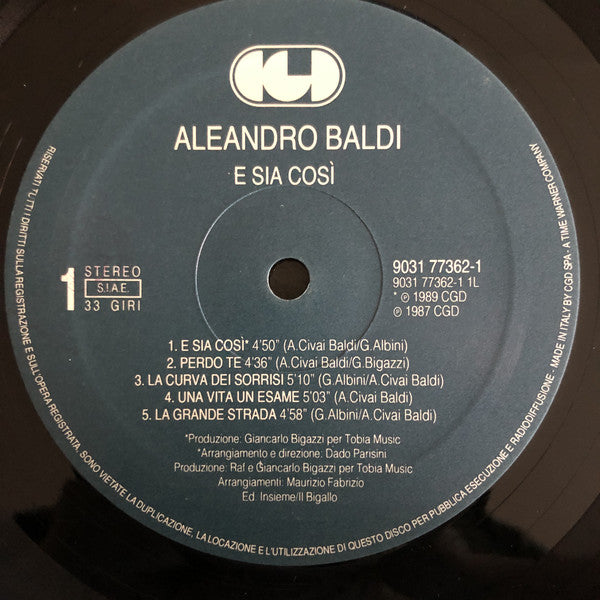 CGD
ALEANDRO BALDI
E SIA COSÌ
1
STEREO
S.I.A.E.
33 GIRI
9031 77362-1
9031 77362-1 1L
* ℗ 1989 CGD
℗ 1987 CGD
1. E SIA COSÌ* 4'50" (A.Civai Baldi/G.Albini)
2. PERDO TE 4'36" (A.Civai Baldi/G.Bigazzi)
3. LA CURVA DEI SORRISI 5'10" (G.Albini/A.Civai Baldi)
4. UNA VITA UN ESAME 5'03" (A.Civai Baldi)
5. LA GRANDE STRADA 4'58" (G.Albini/A.Civai Baldi)
*Produzione: Giancarlo Bigazzi per Tobia Music
*Arrangiamento e direzione: Dado Parisini
Produzione: Raf e Giancarlo Bigazzi per Tobia Music
Arrangiamenti: Maurizio Fabrizio
Ed. Insieme/Il Bigallo
RISERVATI TUTTI I DIRITTI SULLA REGISTRAZIONE E SULL'OPERA REGISTRATA. SONO VIETATE LA DUPLICAZIONE, LA LOCAZIONE E L'UTILIZZAZIONE DI QUESTO DISCO PER PUBBLICA ESECUZIONE E RADIODIFFUSIONE - MADE IN ITALY BY CGD SPA - A TIME WARNER COMPANY